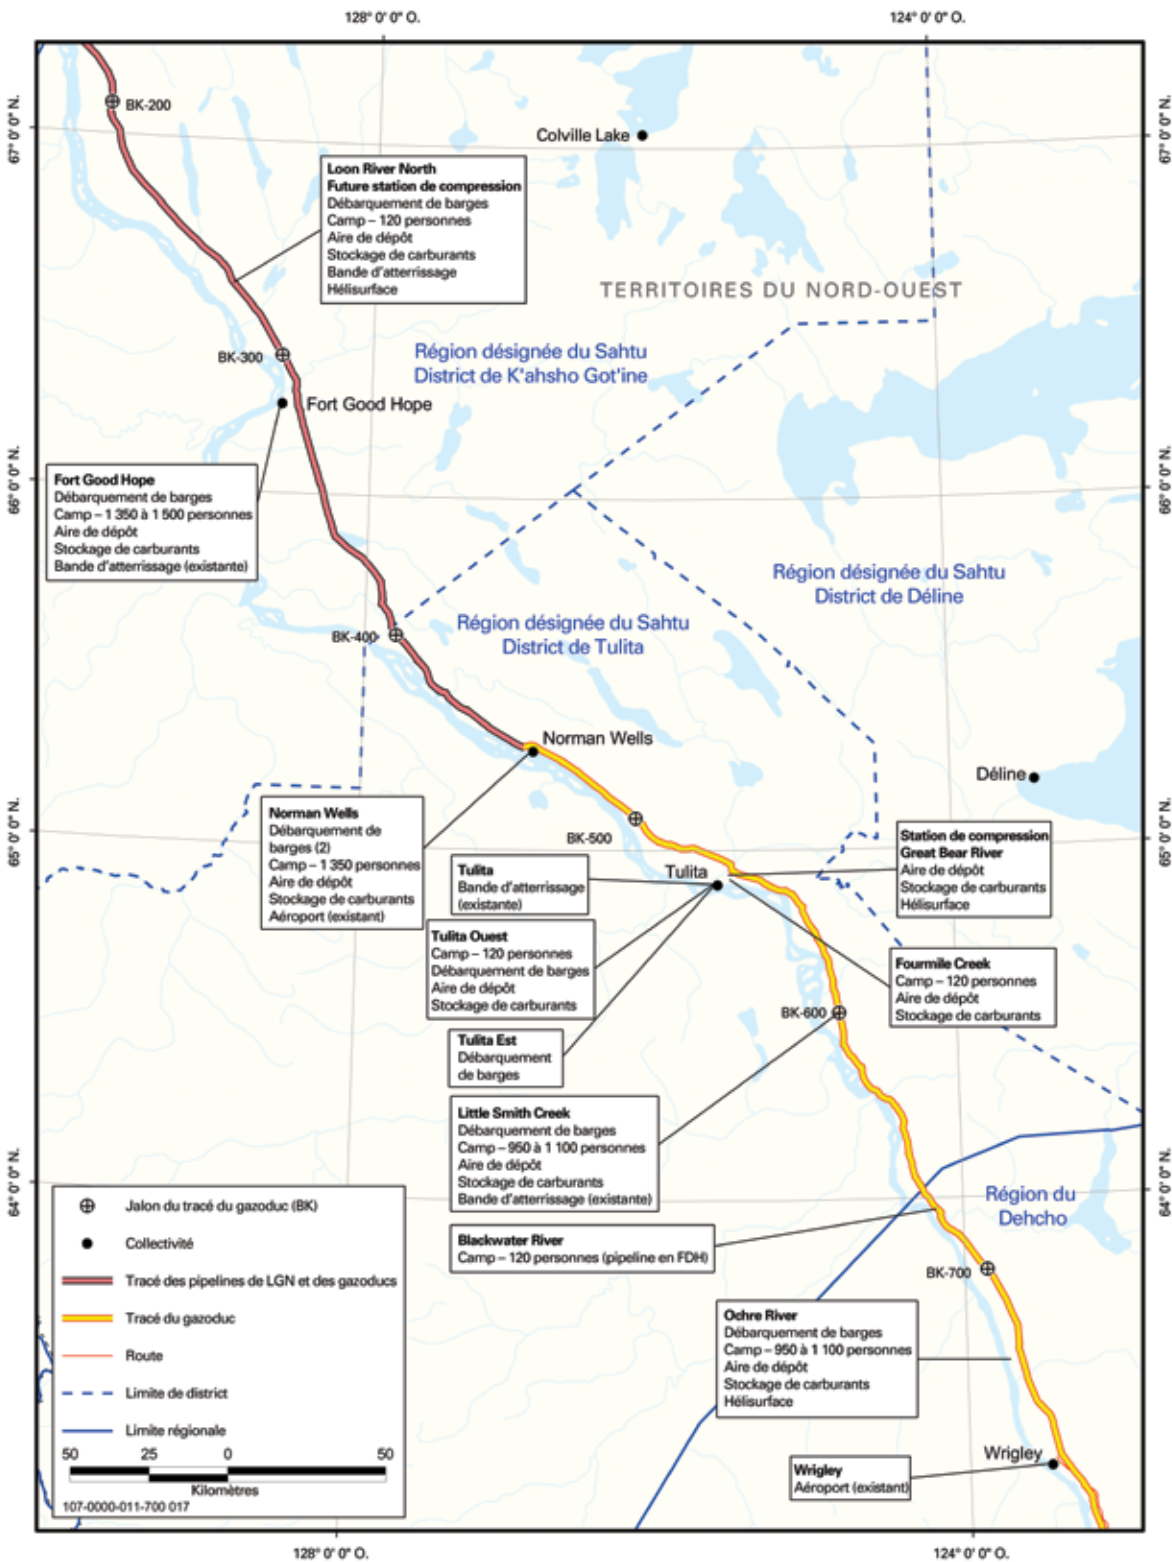 128° 0' 0" O.
124° 0' 0" O.
67° 0' 0" N.
67° 0' 0" N.
BK-200
Colville Lake
Loon River North
Future station de compression
Débarquement de barges
Camp – 120 personnes
Aire de dépôt
Stockage de carburants
Bande d'atterrissage
Hélisurface
TERRITOIRES DU NORD-OUEST
BK-300
Région désignée du Sahtu
District de K'ahsho Got'ine
Fort Good Hope
66° 0' 0" N.
66° 0' 0" N.
Fort Good Hope
Débarquement de barges
Camp – 1 350 à 1 500 personnes
Aire de dépôt
Stockage de carburants
Bande d'atterrissage (existante)
Région désignée du Sahtu
District de Déline
Région désignée du Sahtu
District de Tulita
BK-400
Norman Wells
Déline
65° 0' 0" N.
65° 0' 0" N.
Norman Wells
Débarquement de
barges (2)
Camp – 1 350 personnes
Aire de dépôt
Stockage de carburants
Aéroport (existant)
BK-500
Station de compression
Great Bear River
Aire de dépôt
Stockage de carburants
Hélisurface
Tulita
Tulita
Bande d'atterrissage
(existante)
Tulita Ouest
Camp – 120 personnes
Débarquement de barges
Aire de dépôt
Stockage de carburants
Fourmile Creek
Camp – 120 personnes
Aire de dépôt
Stockage de carburants
BK-600
Tulita Est
Débarquement
de barges
Little Smith Creek
Débarquement de barges
Camp – 950 à 1 100 personnes
Aire de dépôt
Stockage de carburants
Bande d'atterrissage (existante)
64° 0' 0" N.
64° 0' 0" N.
Région du
Dehcho
Blackwater River
Camp – 120 personnes (pipeline en FDH)
BK-700
Ochre River
Débarquement de barges
Camp – 950 à 1 100 personnes
Aire de dépôt
Stockage de carburants
Hélisurface
Wrigley
Wrigley
Aéroport (existant)
Jalon du tracé du gazoduc (BK)
Collectivité
Tracé des pipelines de LGN et des gazoducs
Tracé du gazoduc
Route
Limite de district
Limite régionale
50 25 0 50
Kilomètres
107-0000-011-700 017
128° 0' 0" O.
124° 0' 0" O.